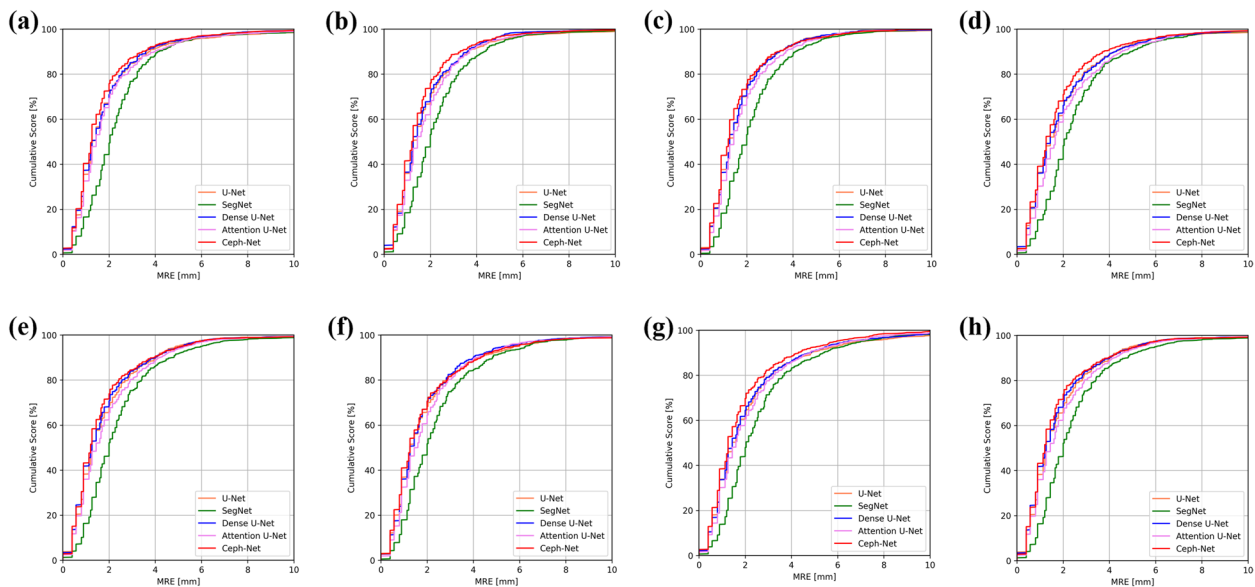 (a)
100
80
60
40
20
0
Cumulative Score [%]
U-Net
SegNet
Dense U-Net
Attention U-Net
Ceph-Net
0 2 4 6 8 10
MRE [mm]
(b)
100
80
60
40
20
0
Cumulative Score [%]
U-Net
SegNet
Dense U-Net
Attention U-Net
Ceph-Net
0 2 4 6 8 10
MRE [mm]
(c)
100
80
60
40
20
0
Cumulative Score [%]
U-Net
SegNet
Dense U-Net
Attention U-Net
Ceph-Net
0 2 4 6 8 10
MRE [mm]
(d)
100
80
60
40
20
0
Cumulative Score [%]
U-Net
SegNet
Dense U-Net
Attention U-Net
Ceph-Net
0 2 4 6 8 10
MRE [mm]
(e)
100
80
60
40
20
0
Cumulative Score [%]
U-Net
SegNet
Dense U-Net
Attention U-Net
Ceph-Net
0 2 4 6 8 10
MRE [mm]
(f)
100
80
60
40
20
0
Cumulative Score [%]
U-Net
SegNet
Dense U-Net
Attention U-Net
Ceph-Net
0 2 4 6 8 10
MRE [mm]
(g)
100
80
60
40
20
0
Cumulative Score [%]
U-Net
SegNet
Dense U-Net
Attention U-Net
Ceph-Net
0 2 4 6 8 10
MRE [mm]
(h)
100
80
60
40
20
0
Cumulative Score [%]
U-Net
SegNet
Dense U-Net
Attention U-Net
Ceph-Net
0 2 4 6 8 10
MRE [mm]